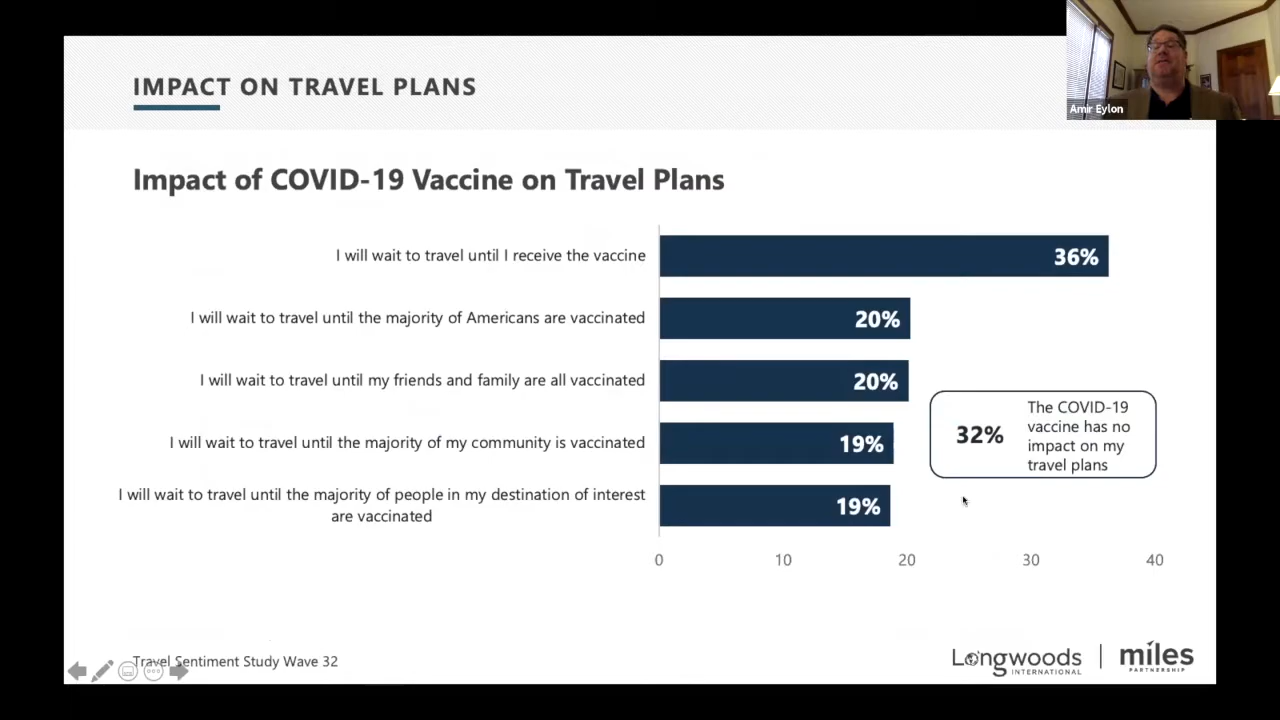 IMPACT ON TRAVEL PLANS
Amir Eylon
Impact of COVID-19 Vaccine on Travel Plans
I will wait to travel until I receive the vaccine
36%
I will wait to travel until the majority of Americans are vaccinated
20%
I will wait to travel until my friends and family are all vaccinated
20%
I will wait to travel until the majority of my community is vaccinated
19%
I will wait to travel until the majority of people in my destination of interest
are vaccinated
19%
32%
The COVID-19
vaccine has no
impact on my
travel plans
0 10 20 30 40
Travel Sentiment Study Wave 32
Longwoods
INTERNATIONAL
miles
PARTNERSHIP